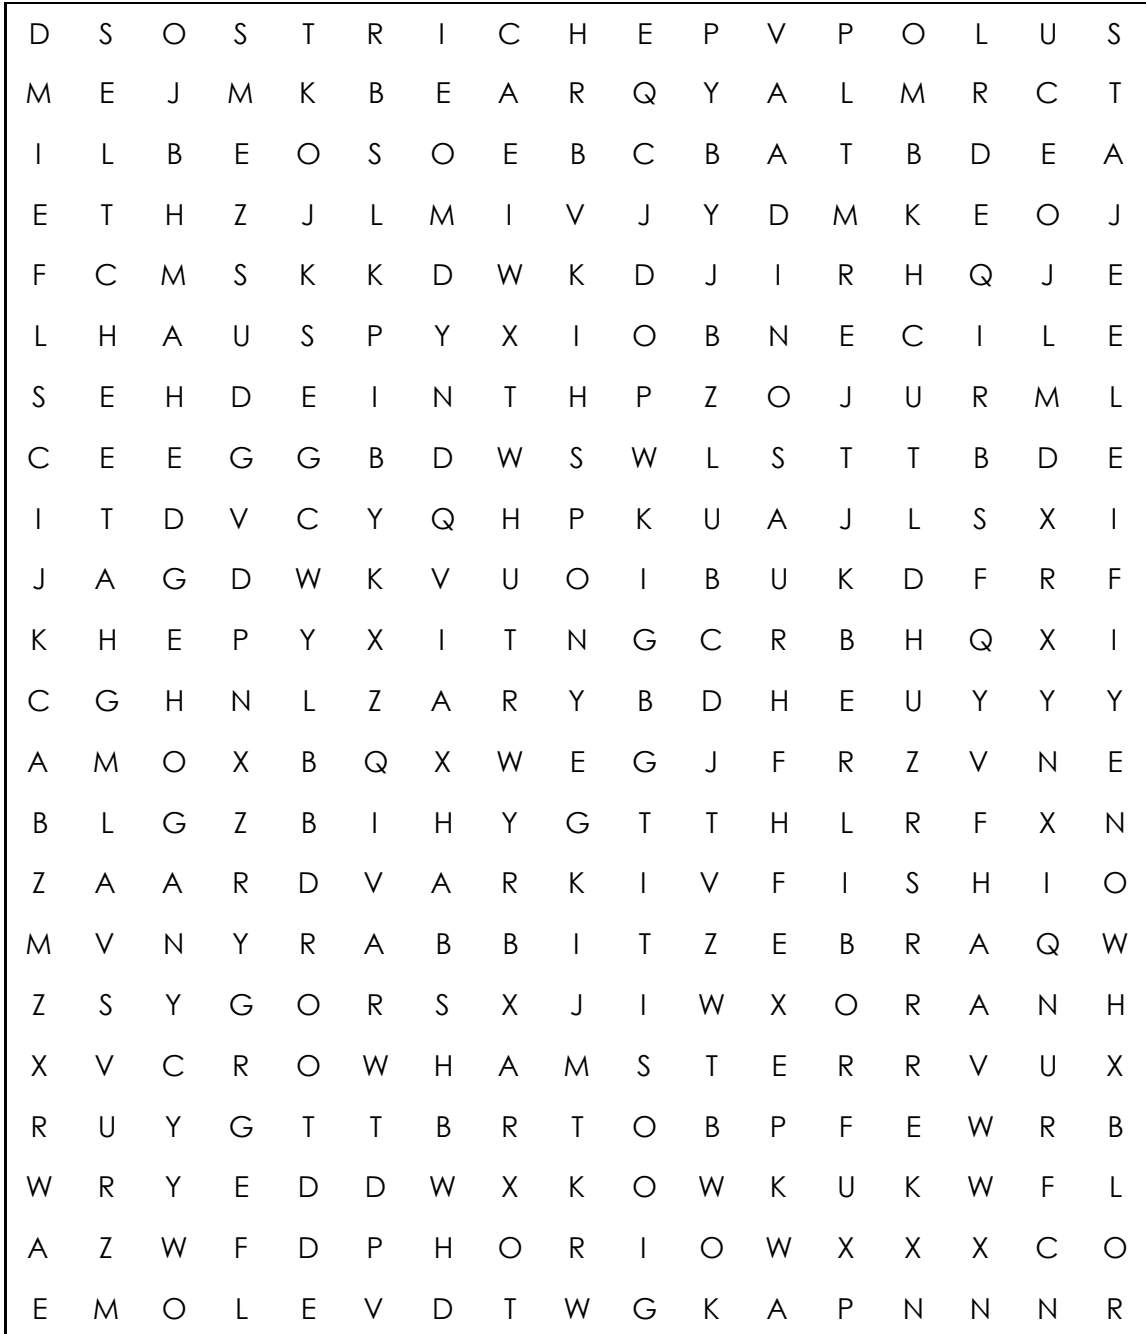 D S O S T R I C H E P V P O L U S
M E J M K B E A R Q Y A L M R C T
I L B E O S O E B C B A T B D E A
E T H Z J L M I V J Y D M K E O J
F C M S K K D W K D J I R H Q J E
L H A U S P Y X I O B N E C I L E
S E H D E I N T H P Z O J U R M L
C E E G G B D W S W L S T T B D E
I T D V C Y Q H P K U A J L S X I
J A G D W K V U O I B U K D F R F
K H E P Y X I T N G C R B H Q X I
C G H N L Z A R Y B D H E U Y Y Y
A M O X B Q X W E G J F R Z V N E
B L G Z B I H Y G T T H L R F X N
Z A A R D V A R K I V F I S H I O
M V N Y R A B B I T Z E B R A Q W
Z S Y G O R S X J I W X O R A N H
X V C R O W H A M S T E R R V U X
R U Y G T T B R T O B P F E W R B
W R Y E D D W X K O W K U K W F L
A Z W F D P H O R I O W X X X C O
E M O L E V D T W G K A P N N N R